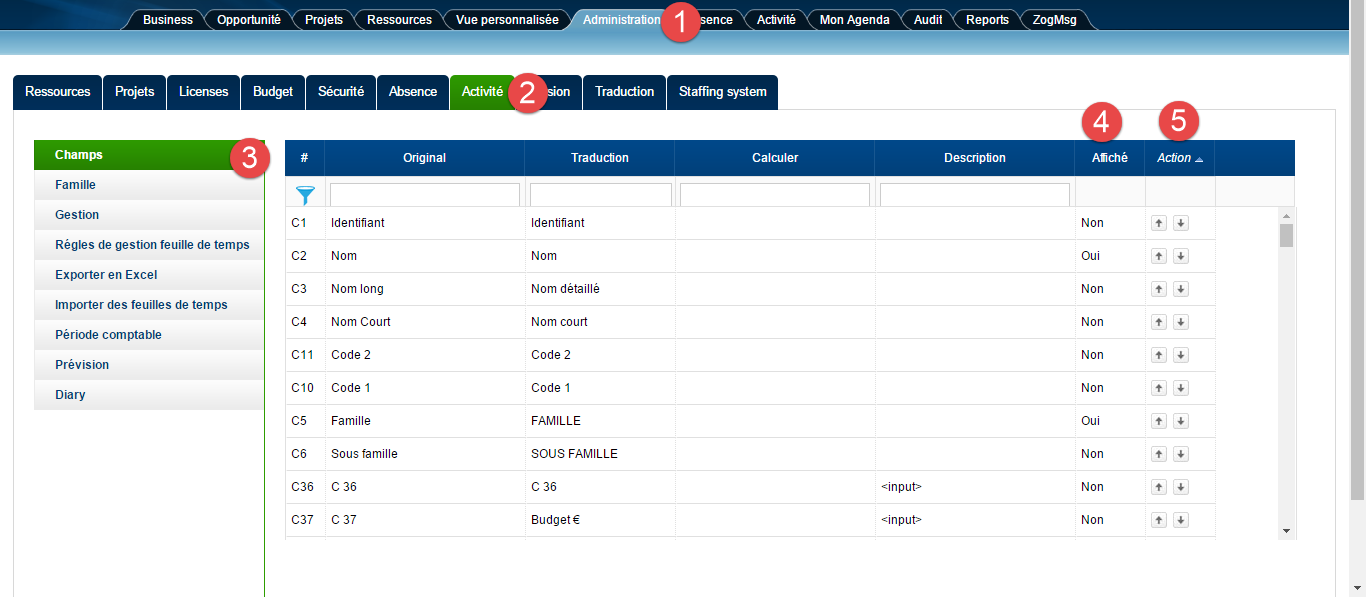 Business Opportunité Projets Ressources Vue personnalisée Administration 1 sence Activité Mon Agenda Audit Reports ZogMsg
Ressources Projets Licenses Budget Sécurité Absence Activité 2 sion Traduction Staffing system
4 5
Champs 3
Famille
Gestion
Régles de gestion feuille de temps
Exporter en Excel
Importer des feuilles de temps
Période comptable
Prévision
Diary
# Original Traduction Calculer Description Affiché Action
C1 Identifiant Identifiant Non
C2 Nom Nom Oui
C3 Nom long Nom détaillé Non
C4 Nom Court Nom court Non
C11 Code 2 Code 2 Non
C10 Code 1 Code 1 Non
C5 Famille FAMILLE Oui
C6 Sous famille SOUS FAMILLE Non
C36 C 36 C 36 <input> Non
C37 C 37 Budget € <input> Non